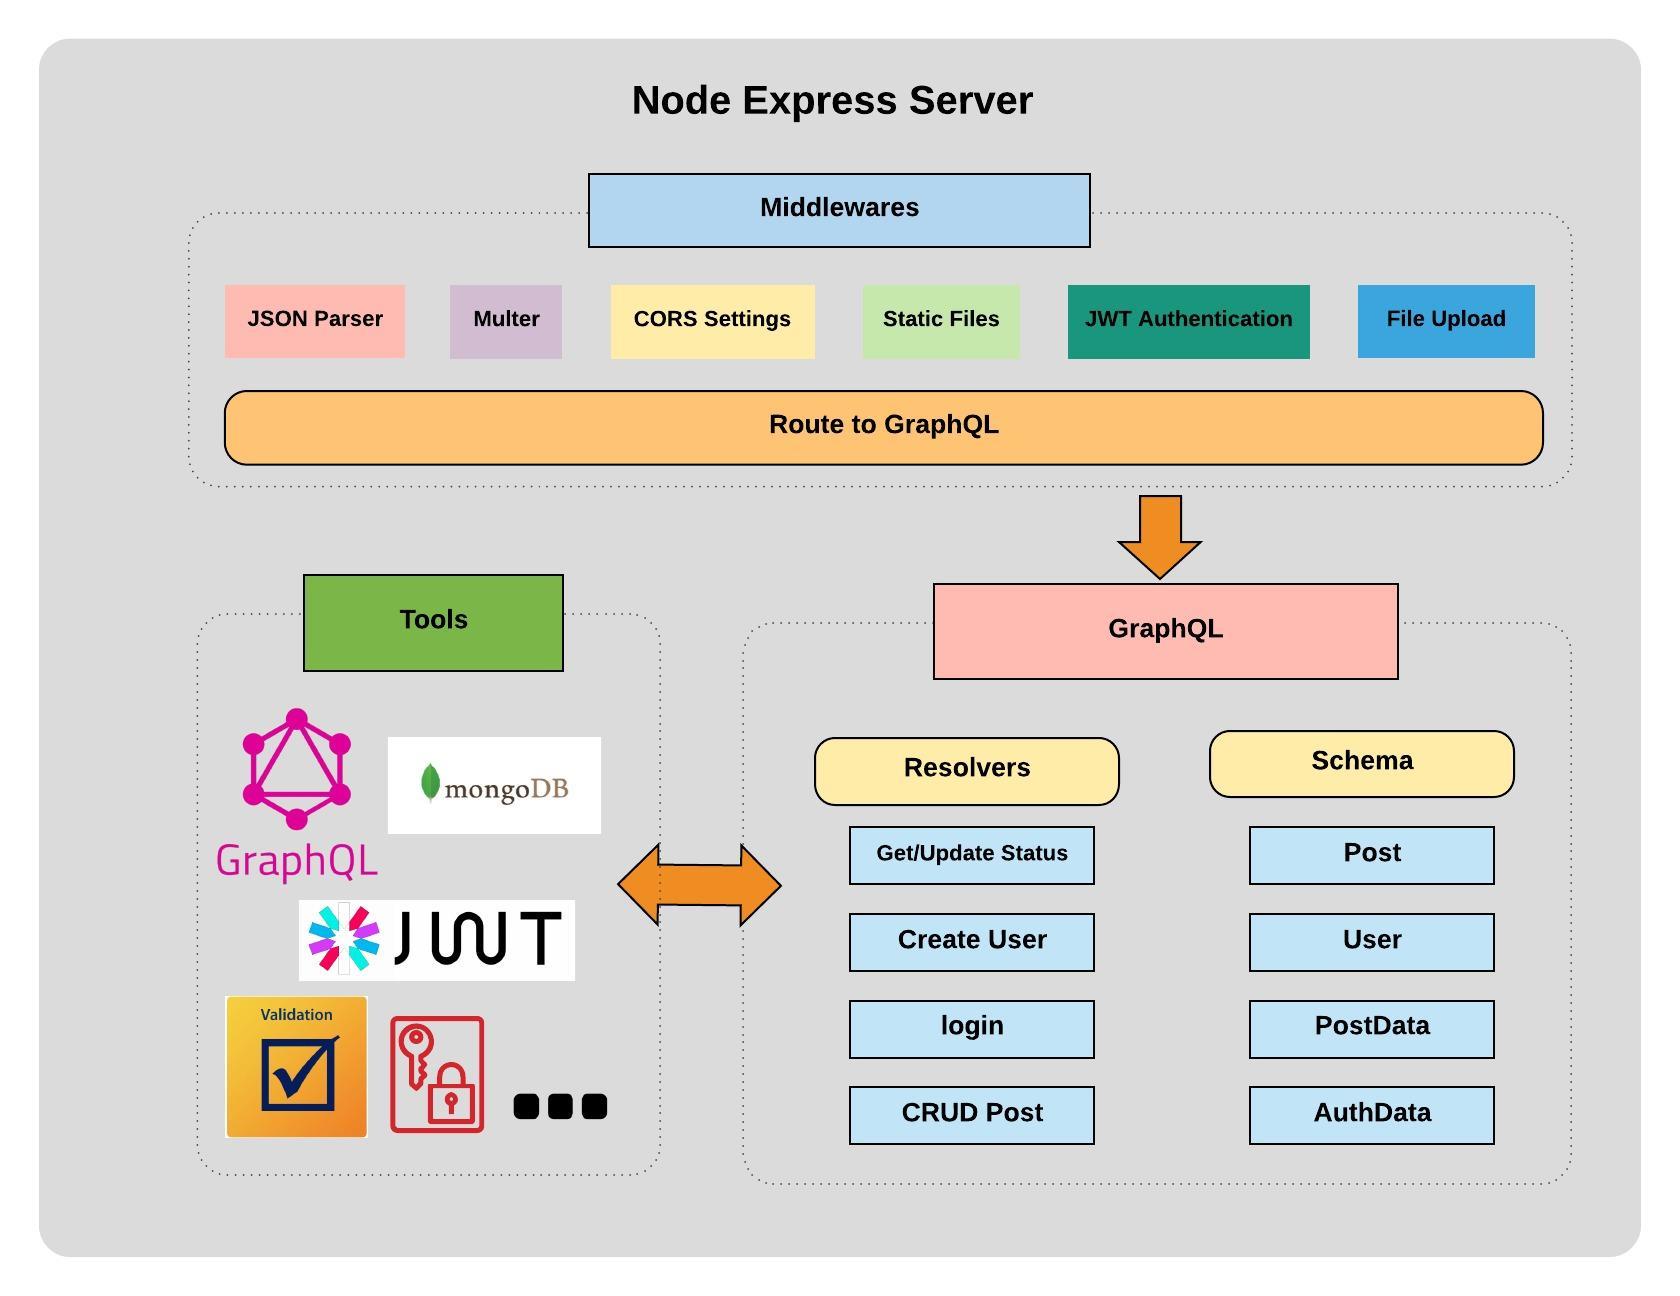 Node Express Server
Middlewares
JSON Parser
Multer
CORS Settings
Static Files
JWT Authentication
File Upload
Route to GraphQL
Tools
GraphQL
mongoDB
JWT
Validation
GraphQL
Resolvers
Get/Update Status
Create User
login
CRUD Post
Schema
Post
User
PostData
AuthData